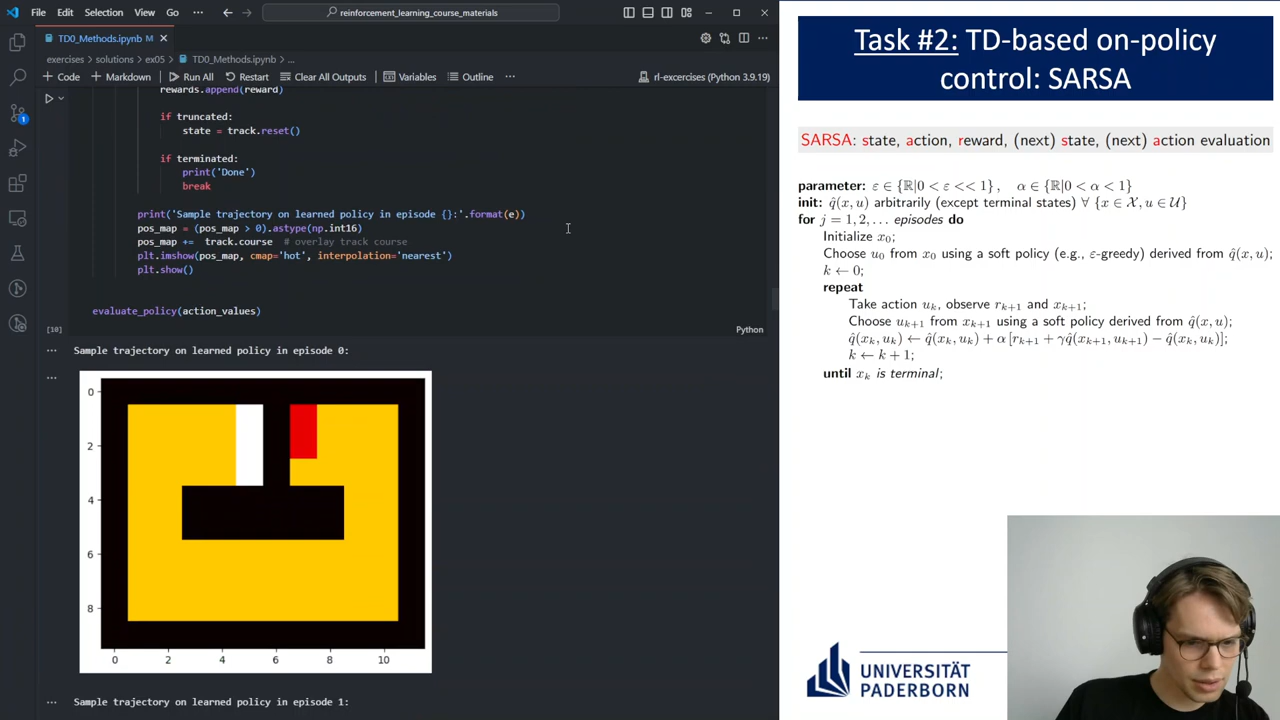 File Edit Selection View Go Run ...
reinforcement_learning_course_materials
TD0_Methods.ipynb M
exercises > solutions > ex05 > TD0_Methods.ipynb > ...
+ Code + Markdown Run All Restart Clear All Outputs Variables Outline ...
rl-excercises (Python 3.9.19)
rewards.append(reward)
if truncated:
state = track.reset()
if terminated:
print('Done')
break
print('Sample trajectory on learned policy in episode {}:'.format(e))
pos_map = (pos_map > 0).astype(np.int16)
pos_map += track.course # overlay track course
plt.imshow(pos_map, cmap='hot', interpolation='nearest')
plt.show()
evaluate_policy(action_values)
[10]
Python
... Sample trajectory on learned policy in episode 0:
...
0
2
4
6
8
0 2 4 6 8 10
... Sample trajectory on learned policy in episode 1:
1
Task #2: TD-based on-policy
control: SARSA
SARSA: state, action, reward, (next) state, (next) action evaluation
parameter: ε ∈ {ℝ|0 < ε << 1}, α ∈ {ℝ|0 < α < 1}
init: q̂(x, u) arbitrarily (except terminal states) ∀ {x ∈ 𝒳, u ∈ 𝒰}
for j = 1, 2, ... episodes do
Initialize x₀;
Choose u₀ from x₀ using a soft policy (e.g., ε-greedy) derived from q̂(x, u);
k ← 0;
repeat
Take action uₖ, observe rₖ₊₁ and xₖ₊₁;
Choose uₖ₊₁ from xₖ₊₁ using a soft policy derived from q̂(x, u);
q̂(xₖ, uₖ) ← q̂(xₖ, uₖ) + α [rₖ₊₁ + γq̂(xₖ₊₁, uₖ₊₁) − q̂(xₖ, uₖ)];
k ← k + 1;
until xₖ is terminal;
UNIVERSITÄT
PADERBORN